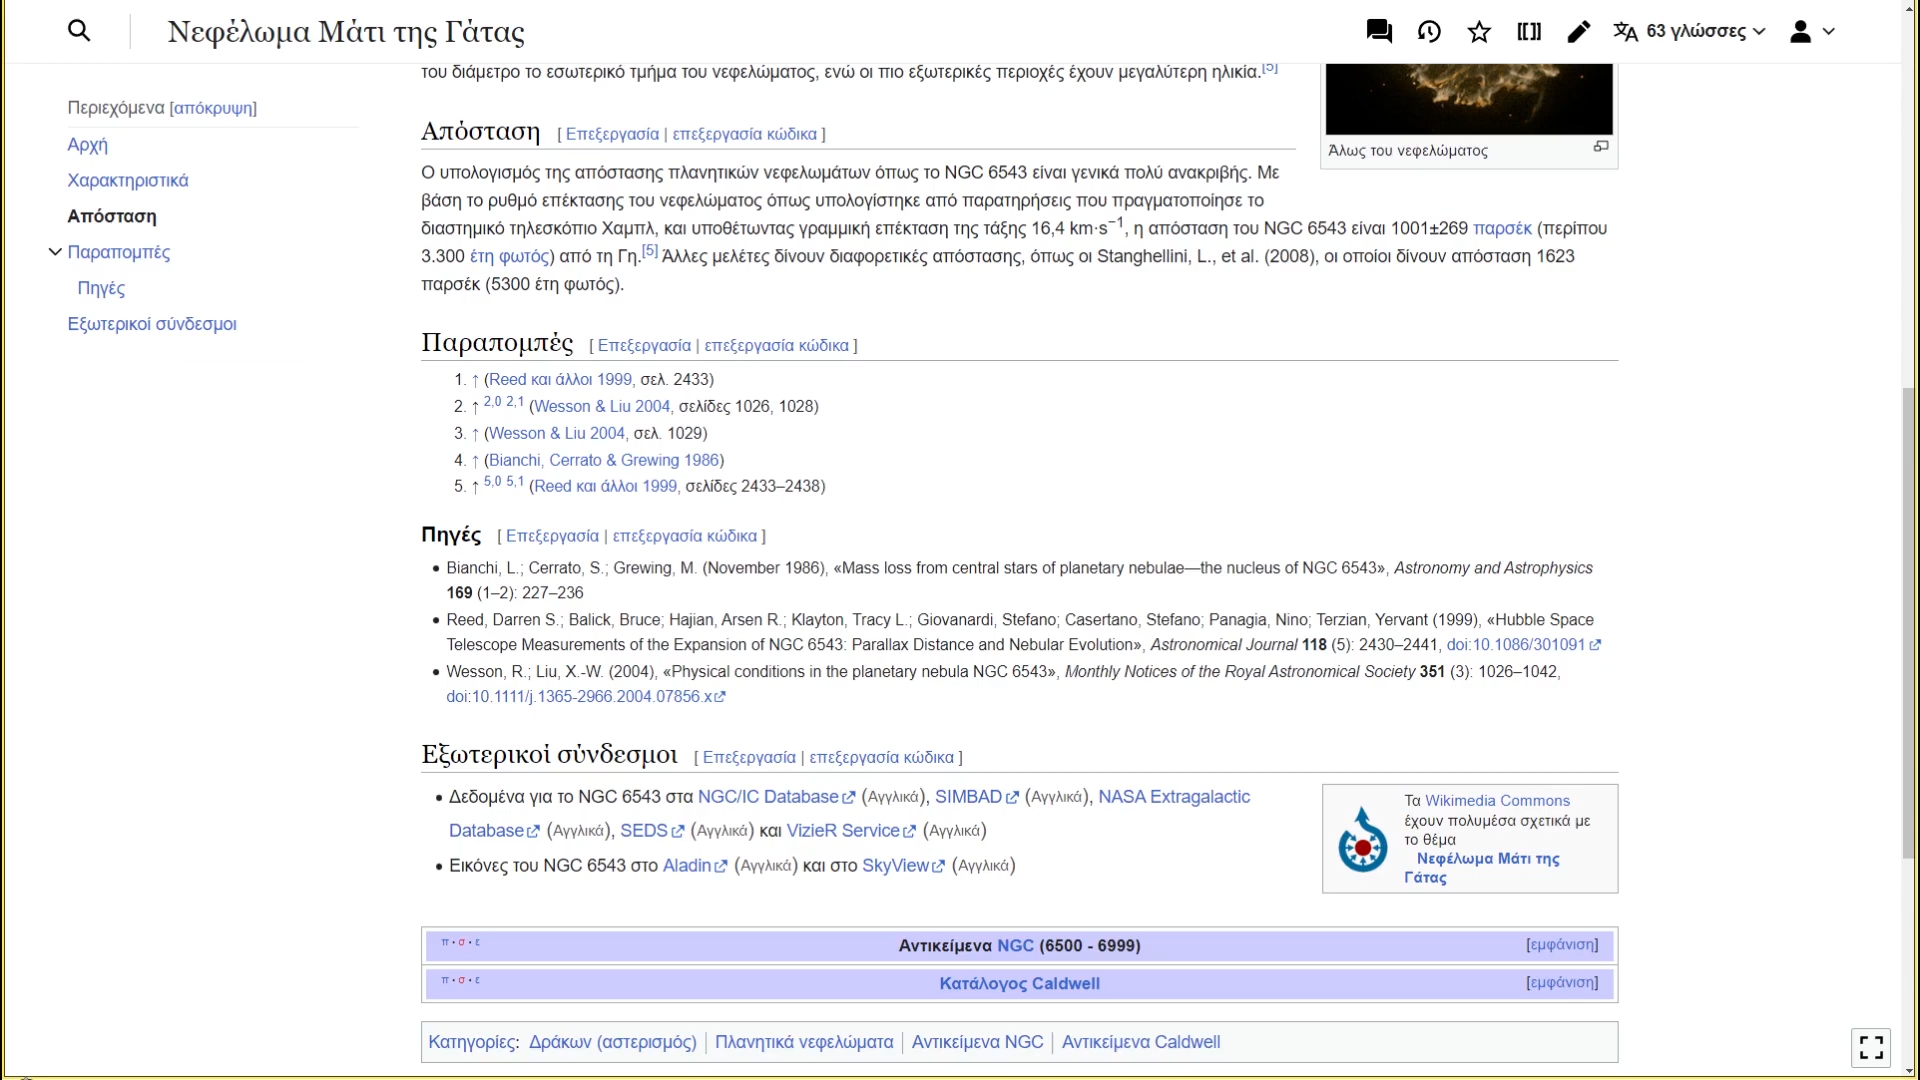 Νεφέλωμα Μάτι της Γάτας
63 γλώσσες
Περιεχόμενα [απόκρυψη]
Αρχή
Χαρακτηριστικά
Απόσταση
Παραπομπές
Πηγές
Εξωτερικοί σύνδεσμοι
του διάμετρο το εσωτερικό τμήμα του νεφελώματος, ενώ οι πιο εξωτερικές περιοχές έχουν μεγαλύτερη ηλικία.[5]
Άλως του νεφελώματος
Απόσταση [ Επεξεργασία | επεξεργασία κώδικα ]
Ο υπολογισμός της απόστασης πλανητικών νεφελωμάτων όπως το NGC 6543 είναι γενικά πολύ ανακριβής. Με
βάση το ρυθμό επέκτασης του νεφελώματος όπως υπολογίστηκε από παρατηρήσεις που πραγματοποίησε το
διαστημικό τηλεσκόπιο Χαμπλ, και υποθέτωντας γραμμική επέκταση της τάξης 16,4 km·s−1, η απόσταση του NGC 6543 είναι 1001±269 παρσέκ (περίπου
3.300 έτη φωτός) από τη Γη.[5] Άλλες μελέτες δίνουν διαφορετικές απόστασης, όπως οι Stanghellini, L., et al. (2008), οι οποίοι δίνουν απόσταση 1623
παρσέκ (5300 έτη φωτός).
Παραπομπές [ Επεξεργασία | επεξεργασία κώδικα ]
1. ↑ (Reed και άλλοι 1999, σελ. 2433)
2. ↑ 2,0 2,1 (Wesson & Liu 2004, σελίδες 1026, 1028)
3. ↑ (Wesson & Liu 2004, σελ. 1029)
4. ↑ (Bianchi, Cerrato & Grewing 1986)
5. ↑ 5,0 5,1 (Reed και άλλοι 1999, σελίδες 2433–2438)
Πηγές [ Επεξεργασία | επεξεργασία κώδικα ]
• Bianchi, L.; Cerrato, S.; Grewing, M. (November 1986), «Mass loss from central stars of planetary nebulae—the nucleus of NGC 6543», Astronomy and Astrophysics
169 (1–2): 227–236
• Reed, Darren S.; Balick, Bruce; Hajian, Arsen R.; Klayton, Tracy L.; Giovanardi, Stefano; Casertano, Stefano; Panagia, Nino; Terzian, Yervant (1999), «Hubble Space
Telescope Measurements of the Expansion of NGC 6543: Parallax Distance and Nebular Evolution», Astronomical Journal 118 (5): 2430–2441, doi:10.1086/301091
• Wesson, R.; Liu, X.-W. (2004), «Physical conditions in the planetary nebula NGC 6543», Monthly Notices of the Royal Astronomical Society 351 (3): 1026–1042,
doi:10.1111/j.1365-2966.2004.07856.x
Εξωτερικοί σύνδεσμοι [ Επεξεργασία | επεξεργασία κώδικα ]
• Δεδομένα για το NGC 6543 στα NGC/IC Database (Αγγλικά), SIMBAD (Αγγλικά), NASA Extragalactic
Database (Αγγλικά), SEDS (Αγγλικά) και VizieR Service (Αγγλικά)
• Εικόνες του NGC 6543 στο Aladin (Αγγλικά) και στο SkyView (Αγγλικά)
Τα Wikimedia Commons
έχουν πολυμέσα σχετικά με
το θέμα
Νεφέλωμα Μάτι της
Γάτας
π • σ • ε Αντικείμενα NGC (6500 - 6999) [εμφάνιση]
π • σ • ε Κατάλογος Caldwell [εμφάνιση]
Κατηγορίες: Δράκων (αστερισμός) | Πλανητικά νεφελώματα | Αντικείμενα NGC | Αντικείμενα Caldwell